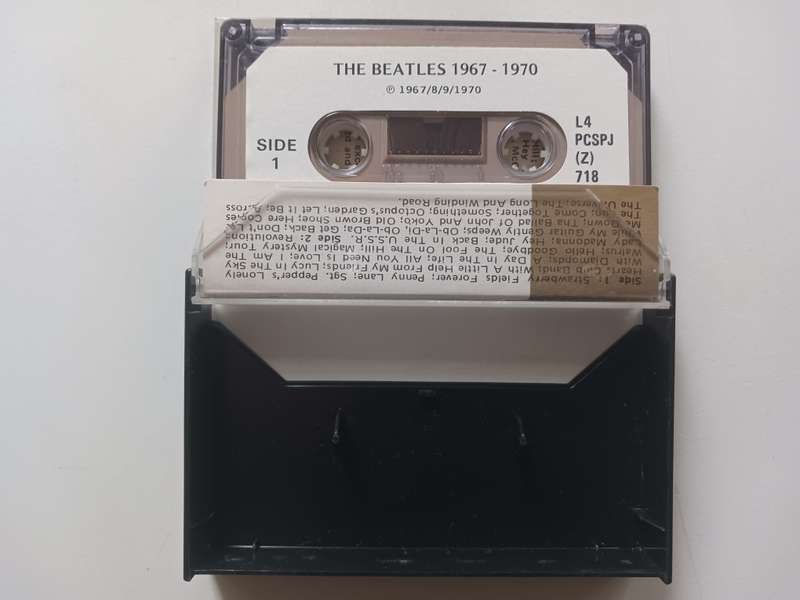 THE BEATLES 1967 - 1970
℗ 1967/8/9/1970
SIDE
1
L4
PCSPJ
(Z)
718
Hill;
Hey
Side 1: Strawberry Fields Forever; Penny Lane; Sgt. Pepper's Lonely
Hearts Club Band; With A Little Help From My Friends; Lucy In The Sky
With Diamonds; A Day In The Life; All You Need Is Love; I Am The
Walrus Hello Goodbye; The Fool On The Hill; Magical Mystery Tour;
Lady Madonna; Hey Jude; Back In The U.S.S.R. Side 2: Revolution;
While My Guitar Gently Weeps; Ob-La-Di, Ob-La-Da; Get Back; Don't Let
Me Down; The Ballad Of John And Yoko; Old Brown Shoe; Here Comes
The Sun; Come Together; Something; Octopus's Garden; Let It Be; Across
The Universe; The Long And Winding Road.